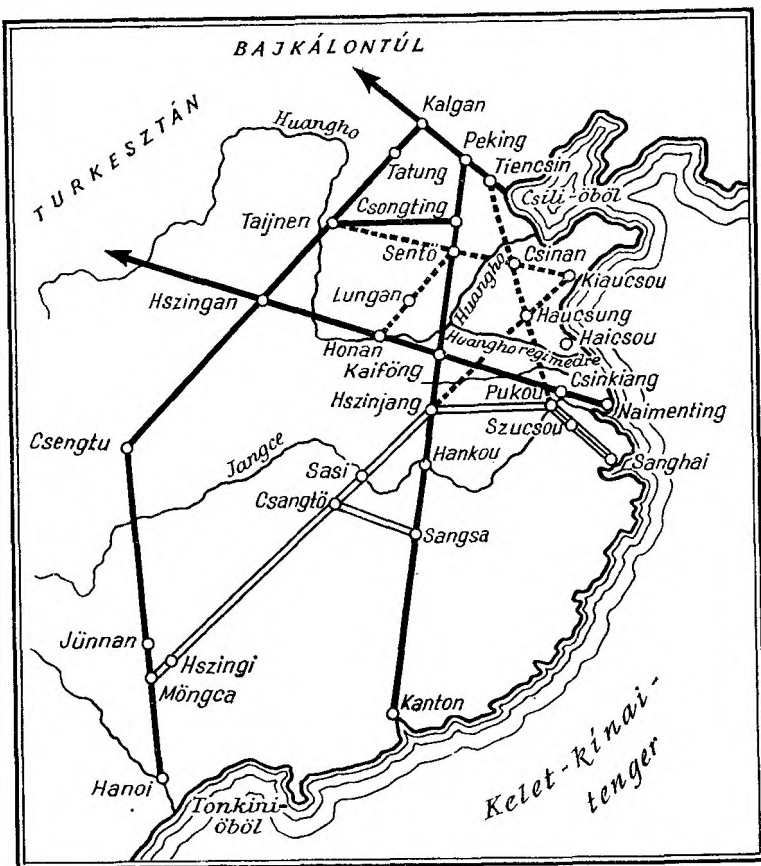 BAJKÁLONTÚL
TURKESZTÁN
Huangho
Kalgan
Peking
Tatung
Tiencsin
Csongting
Csili-öböl
Taijnen
Sentö
Csinan
Kiaucsou
Huangho
Lungan
Hszingan
Haucsung
Honan
Huangho régi medre
Haicsou
Kaiföng
Csinkiang
Pukou
Hszinjang
Naimenting
Szucsou
Csengtu
Jangce
Hankou
Sanghai
Sasi
Csangtö
Sangsa
Jünnan
Hszingi
Möngca
Kanton
Hanoi
Tonkini-
öböl
Kelet-kínai-
tenger